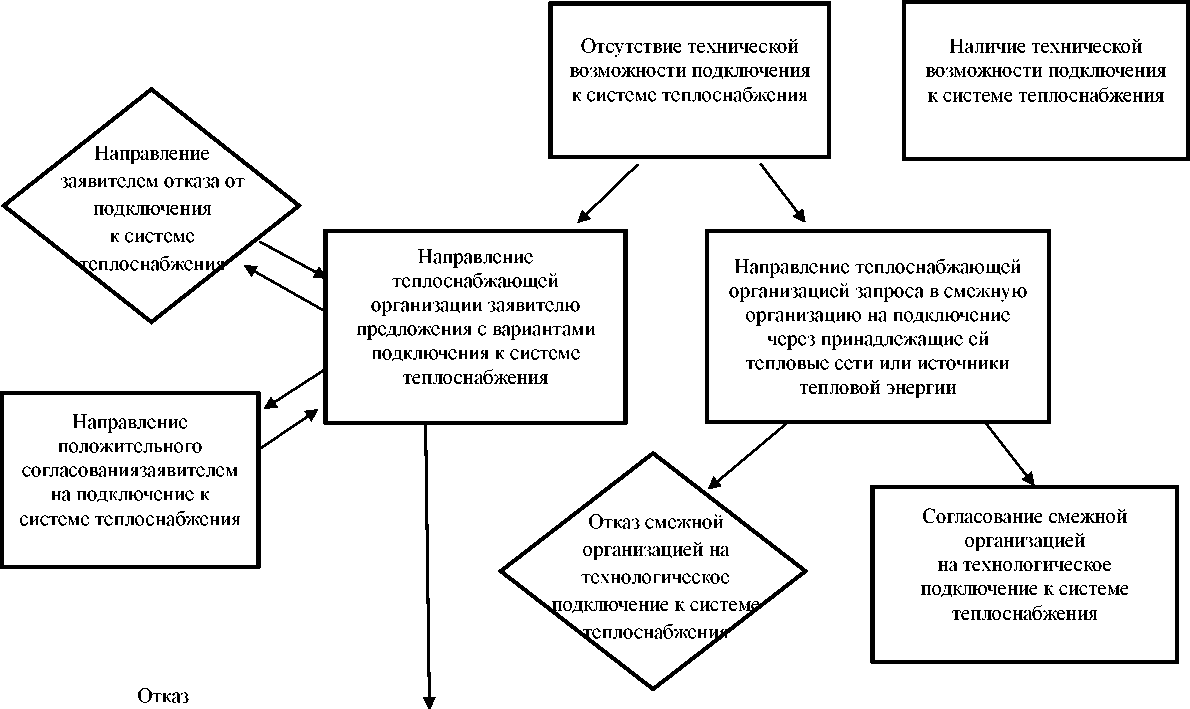 Отсутствие технической
возможности подключения
к системе теплоснабжения
Наличие технической
возможности подключения
к системе теплоснабжения
Направление
заявителем отказа от
подключения
к системе
теплоснабжения
Направление
теплоснабжающей
организации заявителю
предложения с вариантами
подключения к системе
теплоснабжения
Направление теплоснабжающей
организацией запроса в смежную
организацию на подключение
через принадлежащие ей
тепловые сети или источники
тепловой энергии
Направление
положительного
согласованиязаявителем
на подключение к
системе теплоснабжения
Отказ смежной
организацией на
технологическое
подключение к системе
теплоснабжения
Согласование смежной
организацией
на технологическое
подключение к системе
теплоснабжения
Отказ